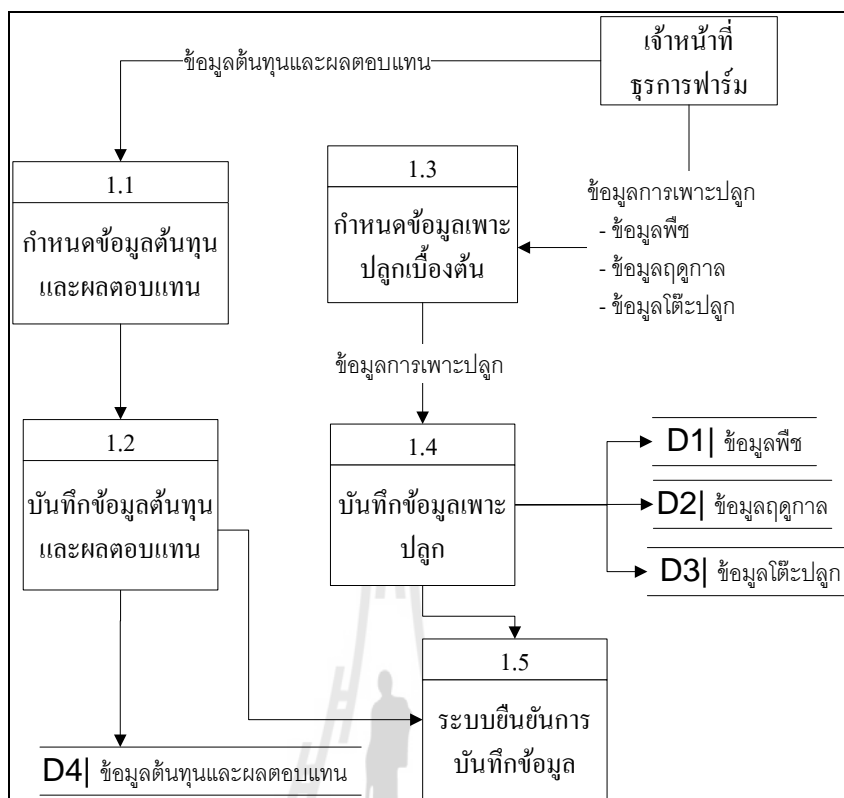 เจ้าหน้าที่
ธุรการฟาร์ม
ข้อมูลต้นทุนและผลตอบแทน
1.1
กำหนดข้อมูลต้นทุน
และผลตอบแทน
1.3
กำหนดข้อมูลเพาะ
ปลูกเบื้องต้น
ข้อมูลการเพาะปลูก
- ข้อมูลพืช
- ข้อมูลฤดูกาล
- ข้อมูลโต๊ะปลูก
ข้อมูลการเพาะปลูก
1.2
บันทึกข้อมูลต้นทุน
และผลตอบแทน
1.4
บันทึกข้อมูลเพาะ
ปลูก
D1| ข้อมูลพืช
D2| ข้อมูลฤดูกาล
D3| ข้อมูลโต๊ะปลูก
1.5
ระบบยืนยันการ
บันทึกข้อมูล
D4| ข้อมูลต้นทุนและผลตอบแทน